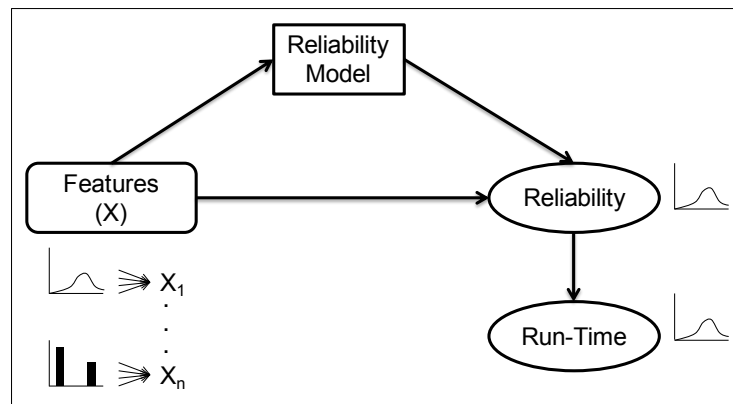 Reliability
Model
Features
(X)
Reliability
X₁
.
.
.
.
Xₙ
Run-Time